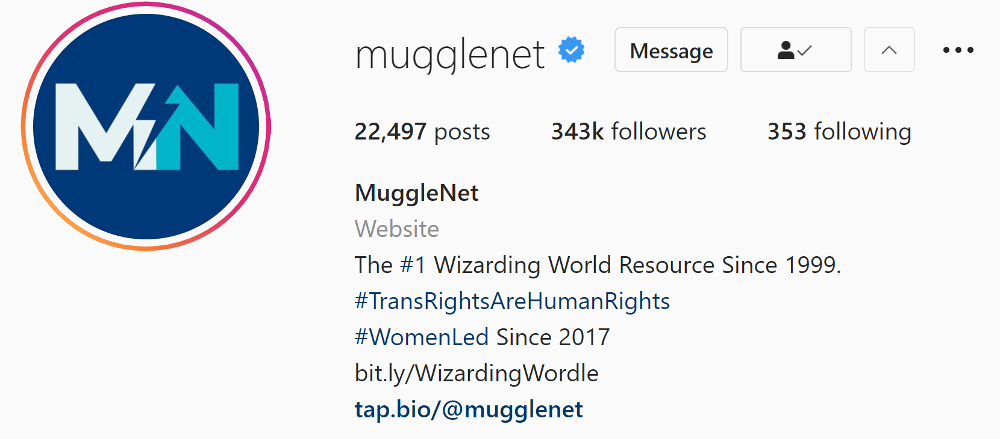 MN
mugglenet Message
22,497 posts 343k followers 353 following
MuggleNet
Website
The #1 Wizarding World Resource Since 1999.
#TransRightsAreHumanRights
#WomenLed Since 2017
bit.ly/WizardingWordle
tap.bio/@mugglenet